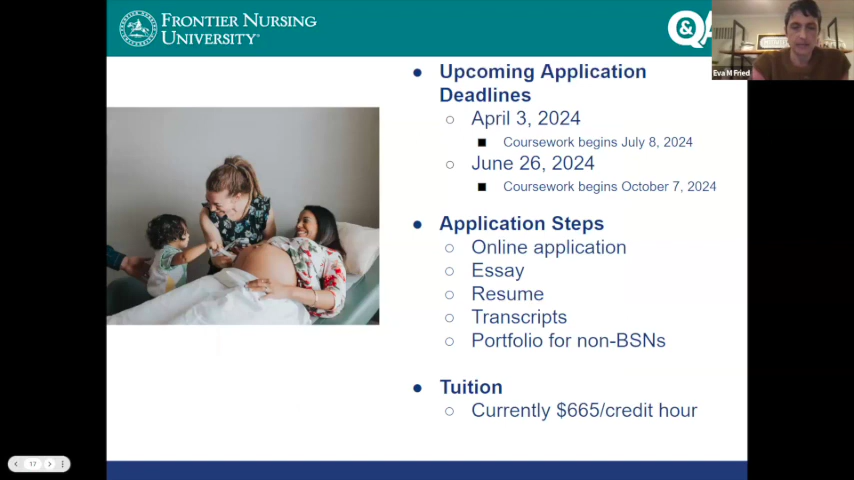 FRONTIER NURSING
UNIVERSITY®
Q&A
Eva M Fried
● Upcoming Application
Deadlines
○ April 3, 2024
■ Coursework begins July 8, 2024
○ June 26, 2024
■ Coursework begins October 7, 2024
● Application Steps
○ Online application
○ Essay
○ Resume
○ Transcripts
○ Portfolio for non-BSNs
● Tuition
○ Currently $665/credit hour
17